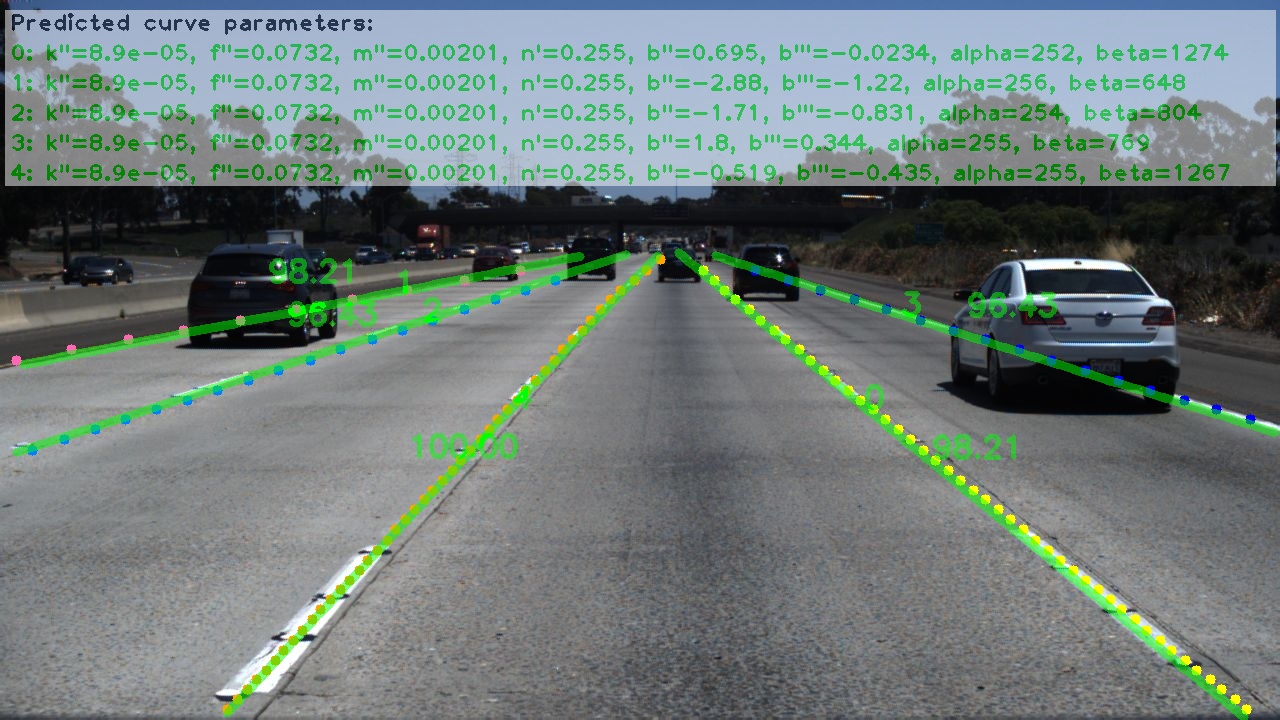 Predicted curve parameters:
0: k''=8.9e-05, f''=0.0732, m''=0.00201, n'=0.255, b''=0.695, b'''=-0.0234, alpha=252, beta=1274
1: k''=8.9e-05, f''=0.0732, m''=0.00201, n'=0.255, b''=-2.88, b'''=-1.22, alpha=256, beta=648
2: k''=8.9e-05, f''=0.0732, m''=0.00201, n'=0.255, b''=-1.71, b'''=-0.831, alpha=254, beta=804
3: k''=8.9e-05, f''=0.0732, m''=0.00201, n'=0.255, b''=1.8, b'''=0.344, alpha=255, beta=769
4: k''=8.9e-05, f''=0.0732, m''=0.00201, n'=0.255, b''=-0.519, b'''=-0.435, alpha=255, beta=1267
98.21
1
96.43
2
3
96.43
0
100.00
98.21